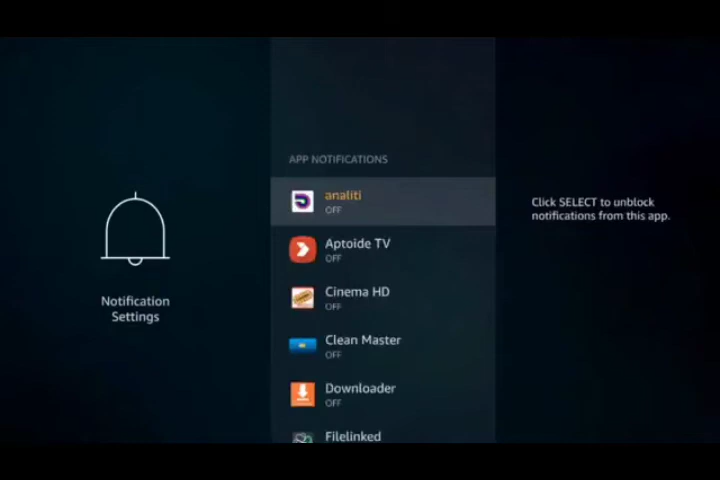 APP NOTIFICATIONS
analiti
OFF
Aptoide TV
OFF
Cinema HD
OFF
Clean Master
OFF
Downloader
OFF
Filelinked
Notification
Settings
Click SELECT to unblock
notifications from this app.